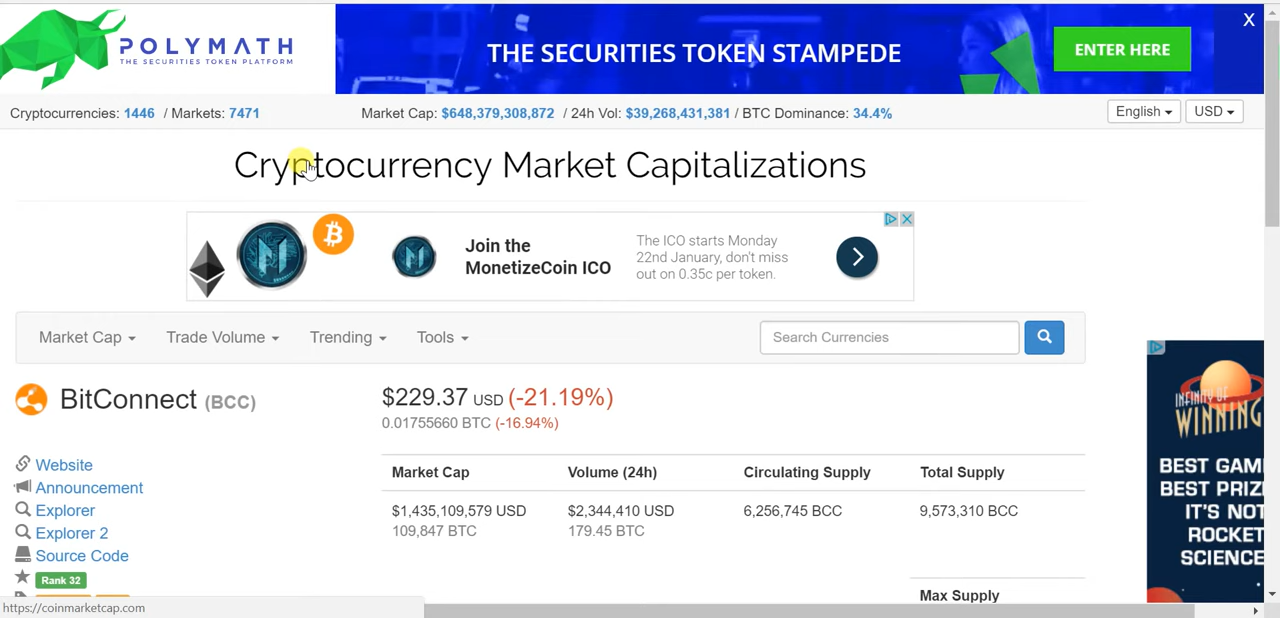 POLYMATH
THE SECURITIES TOKEN PLATFORM
THE SECURITIES TOKEN STAMPEDE
ENTER HERE
X
Cryptocurrencies: 1446 / Markets: 7471
Market Cap: $648,379,308,872 / 24h Vol: $39,268,431,381 / BTC Dominance: 34.4%
English
USD
Cryptocurrency Market Capitalizations
Join the
MonetizeCoin ICO
The ICO starts Monday
22nd January, don't miss
out on 0.35c per token.
Market Cap Trade Volume Trending Tools
Search Currencies
BitConnect (BCC)
$229.37 USD (-21.19%)
0.01755660 BTC (-16.94%)
Website
Announcement
Explorer
Explorer 2
Source Code
Rank 32
Market Cap Volume (24h) Circulating Supply Total Supply
$1,435,109,579 USD $2,344,410 USD 6,256,745 BCC 9,573,310 BCC
109,847 BTC 179.45 BTC
Max Supply
INFINITY OF
WINNING
BEST GAM
BEST PRIZ
IT'S NOT
ROCKET
SCIENCE
https://coinmarketcap.com